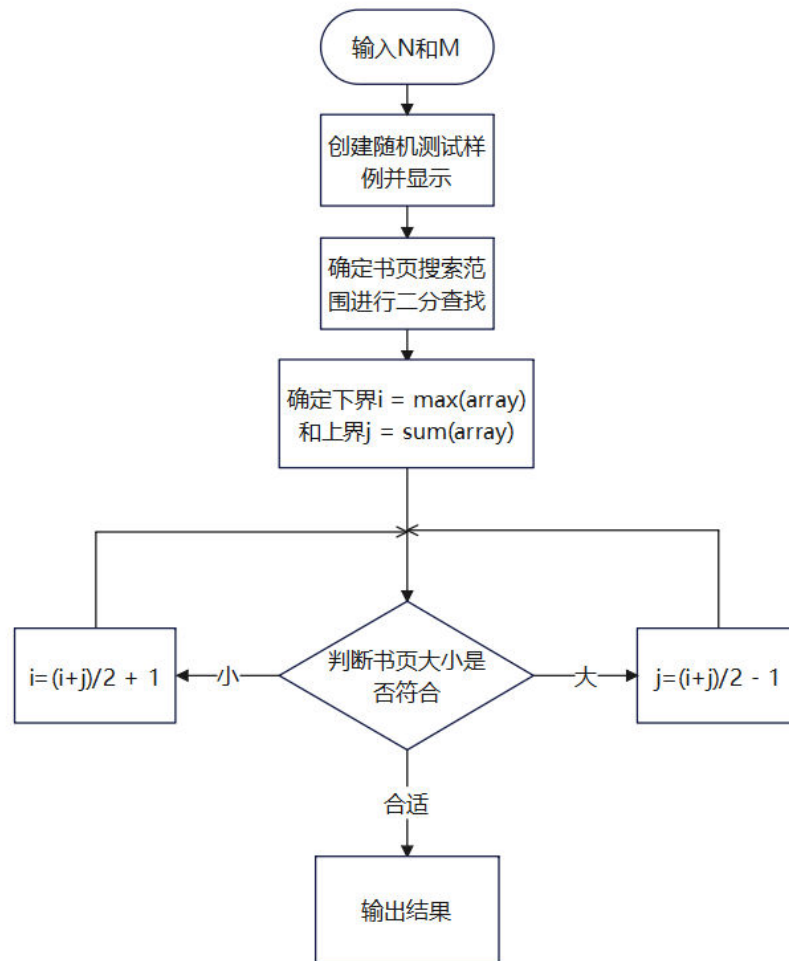 输入N和M
创建随机测试样
例并显示
确定书页搜索范
围进行二分查找
确定下界i = max(array)
和上界j = sum(array)
i=(i+j)/2 + 1
小
判断书页大小是
否符合
大
j=(i+j)/2 - 1
合适
输出结果